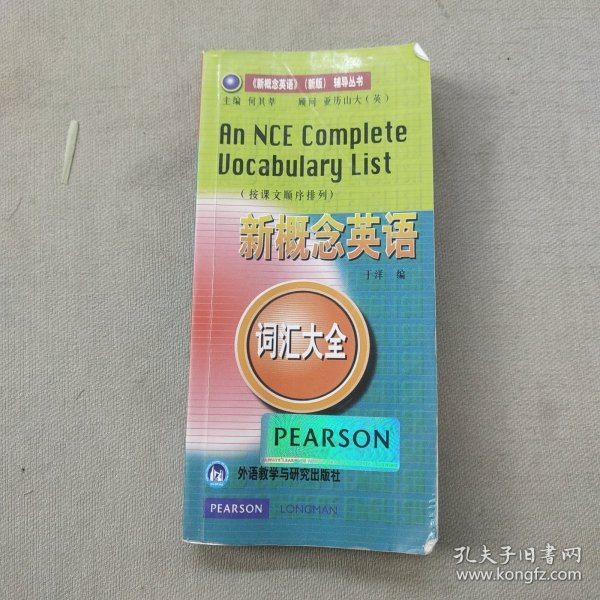 《新概念英语》（新版）辅导丛书
主编 何其莘 顾问 亚历山大（英）
An NCE Complete
Vocabulary List
（按课文顺序排列）
新概念英语
于洋 编
词汇大全
PEARSON
外语教学与研究出版社
PEARSON LONGMAN
孔夫子旧书网
www.kongfz.com